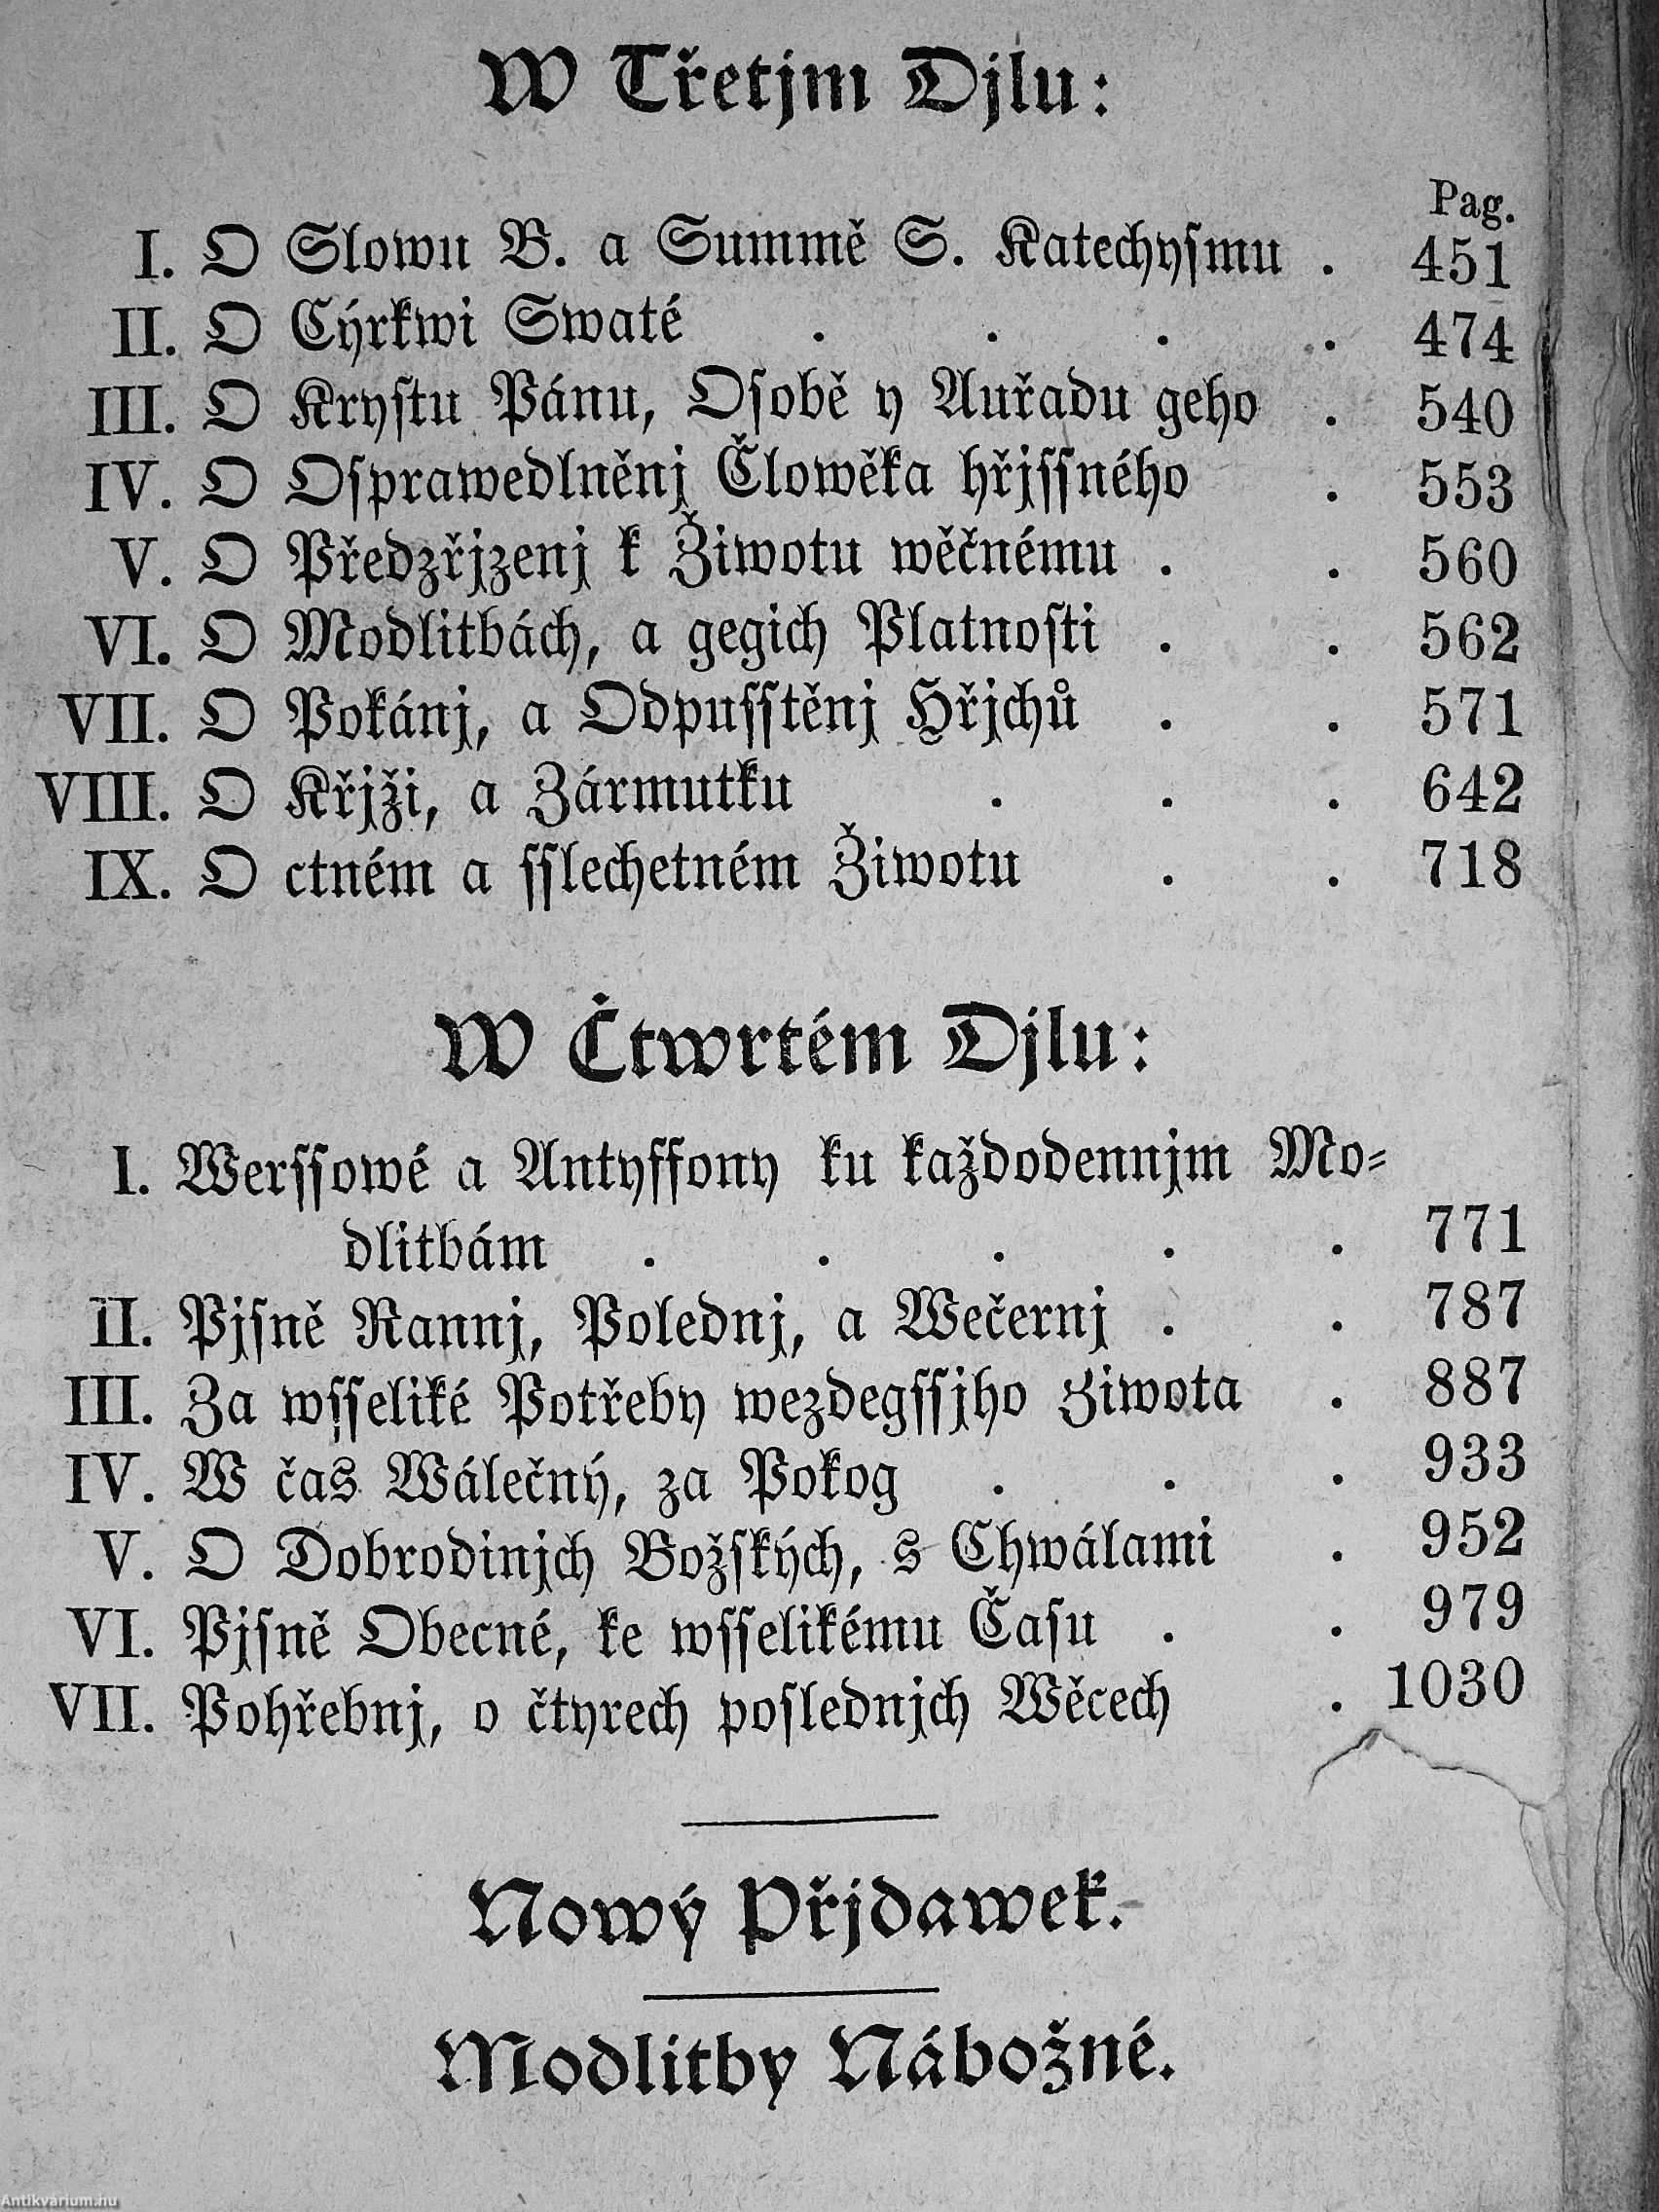 W Třetjm Djlu:
Pag.
I. O Slowu B. a Summě S. Katechyſmu . 451
II. O Cýrkwi Swaté . . . . 474
III. O Kryſtu Pánu, Oſobě y Auřadu geho . 540
IV. O Oſprawedlněnj Člowěka hřjſſného . 553
V. O Předzřjzenj k Žiwotu wěčnému . . 560
VI. O Modlitbách, a gegich Platnoſti . . 562
VII. O Pokánj, a Odpuſſtěnj Hřjchů . . 571
VIII. O Křjži, a Zármutku . . . 642
IX. O ctném a ſſlechetném Žiwotu . . 718
W Čtwrtém Djlu:
I. Werſſowé a Antyffony ku každodennjm Mo-
dlitbám . . . . . 771
II. Pjſně Rannj, Polednj, a Wečernj . . 787
III. Za wſſeliké Potřeby wezdegſſjho Žiwota . 887
IV. W čas Wálečný, za Pokog . . . 933
V. O Dobrodinjch Božſkých, s Chwálami . 952
VI. Pjſně Obecné, ke wſſelikému Čaſu . . 979
VII. Pohřebnj, o čtyrech poſlednjch Wěcech . 1030
Nowý Přjdawek.
Modlitby Nábožné.
Antikvárium.hu